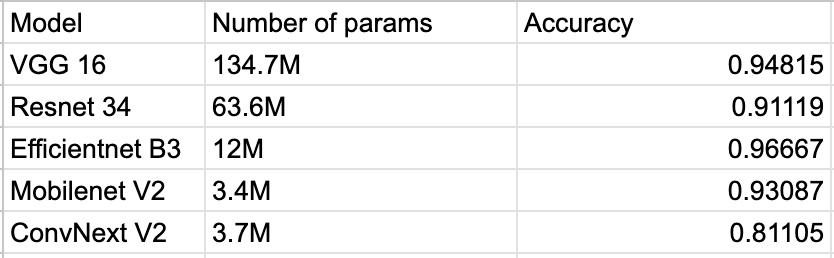 Model Number of params Accuracy
VGG 16 134.7M 0.94815
Resnet 34 63.6M 0.91119
Efficientnet B3 12M 0.96667
Mobilenet V2 3.4M 0.93087
ConvNext V2 3.7M 0.81105